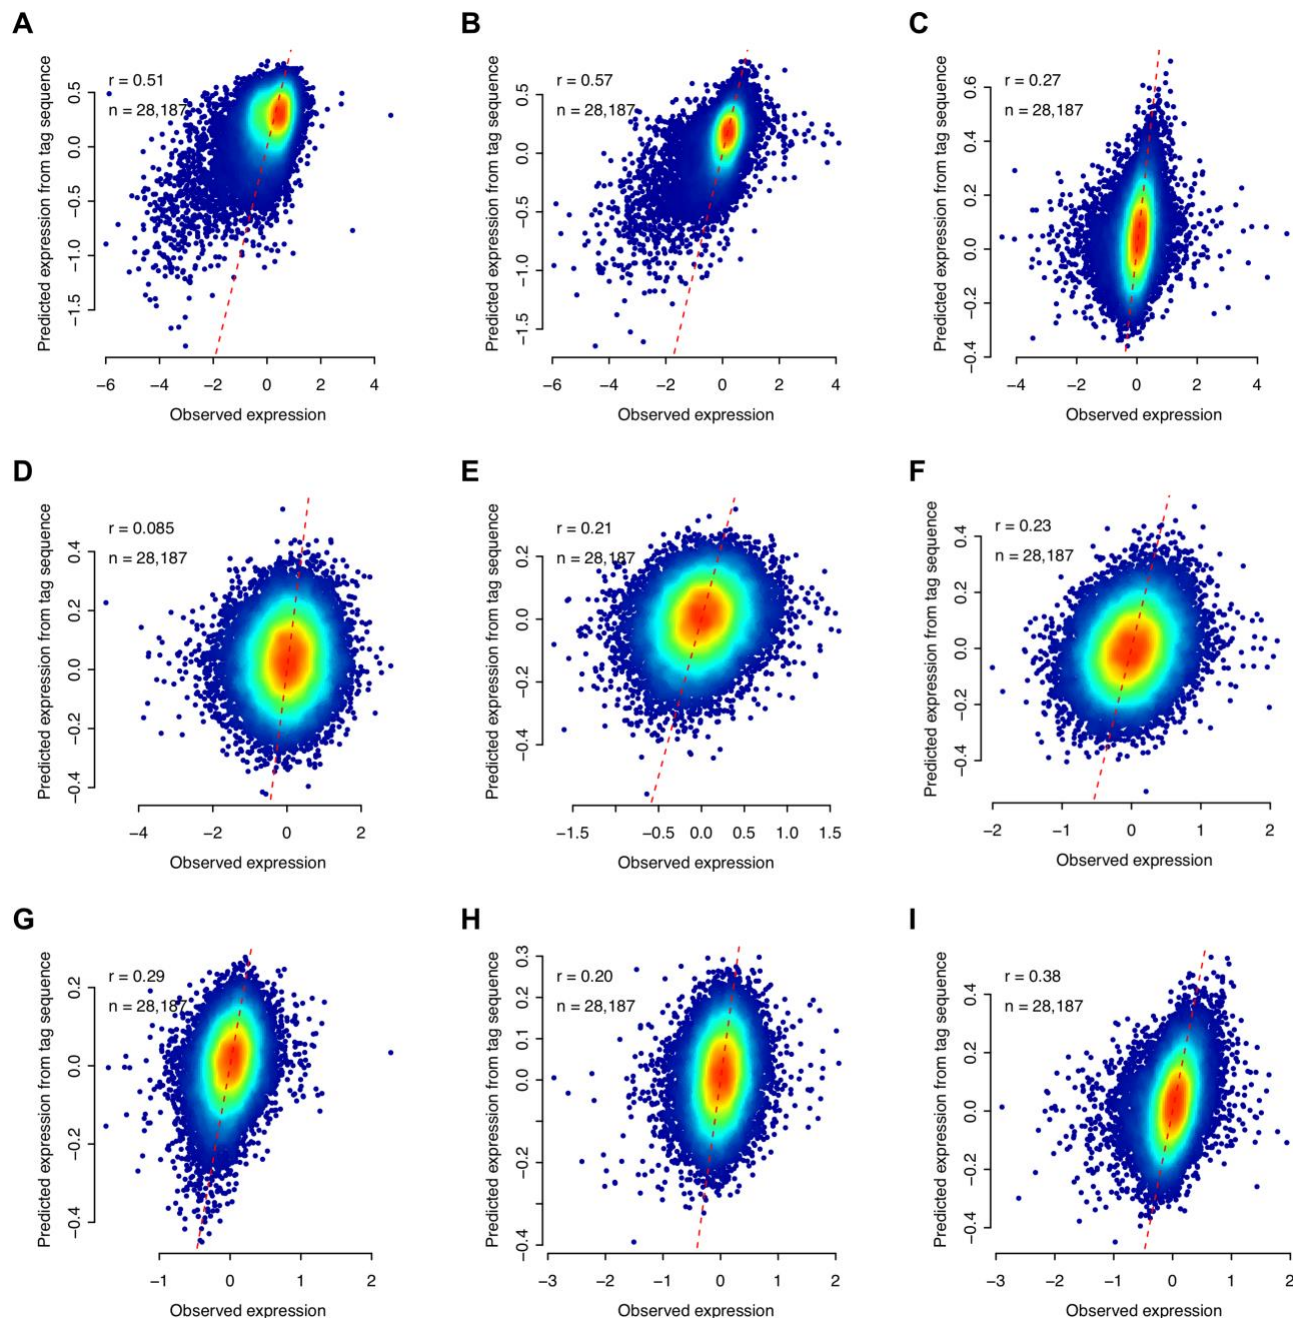 A
Predicted expression from tag sequence
r = 0.51
n = 28,187
0.5
0.0
−0.5
−1.0
−1.5
−6 −4 −2 0 2 4
Observed expression
B
Predicted expression from tag sequence
r = 0.57
n = 28,187
0.5
0.0
−0.5
−1.0
−1.5
−6 −4 −2 0 2 4
Observed expression
C
Predicted expression from tag sequence
r = 0.27
n = 28,187
0.6
0.4
0.2
0.0
−0.2
−0.4
−4 −2 0 2 4
Observed expression
D
Predicted expression from tag sequence
r = 0.085
n = 28,187
0.4
0.2
0.0
−0.2
−0.4
−4 −2 0 2
Observed expression
E
Predicted expression from tag sequence
r = 0.21
n = 28,187
0.2
0.0
−0.2
−0.4
−1.5 −0.5 0.0 0.5 1.0 1.5
Observed expression
F
Predicted expression from tag sequence
r = 0.23
n = 28,187
0.4
0.2
0.0
−0.2
−0.4
−2 −1 0 1 2
Observed expression
G
Predicted expression from tag sequence
r = 0.29
n = 28,187
0.2
0.0
−0.2
−0.4
−1 0 1 2
Observed expression
H
Predicted expression from tag sequence
r = 0.20
n = 28,187
0.3
0.2
0.1
0.0
−0.2
−0.4
−3 −2 −1 0 1 2
Observed expression
I
Predicted expression from tag sequence
r = 0.38
n = 28,187
0.4
0.2
0.0
−0.2
−0.4
−3 −2 −1 0 1 2
Observed expression